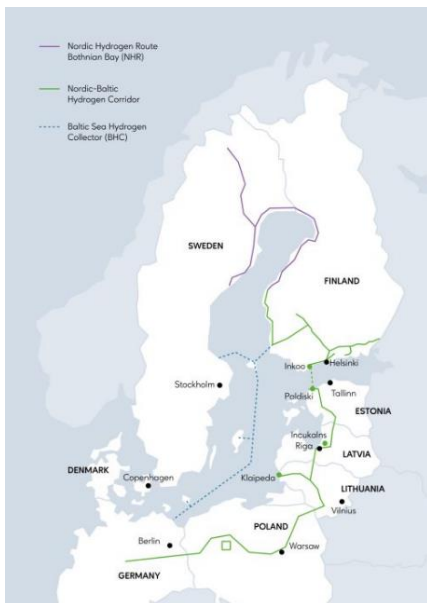 Nordic Hydrogen Route
Bothnian Bay (NHR)
Nordic-Baltic
Hydrogen Corridor
Baltic Sea Hydrogen
Collector (BHC)
SWEDEN
FINLAND
Inkoo
Helsinki
Stockholm
Paldiski
Tallinn
ESTONIA
Incukalns
Riga
LATVIA
DENMARK
Copenhagen
Klaipeda
LITHUANIA
Vilnius
POLAND
Berlin
Warsaw
GERMANY